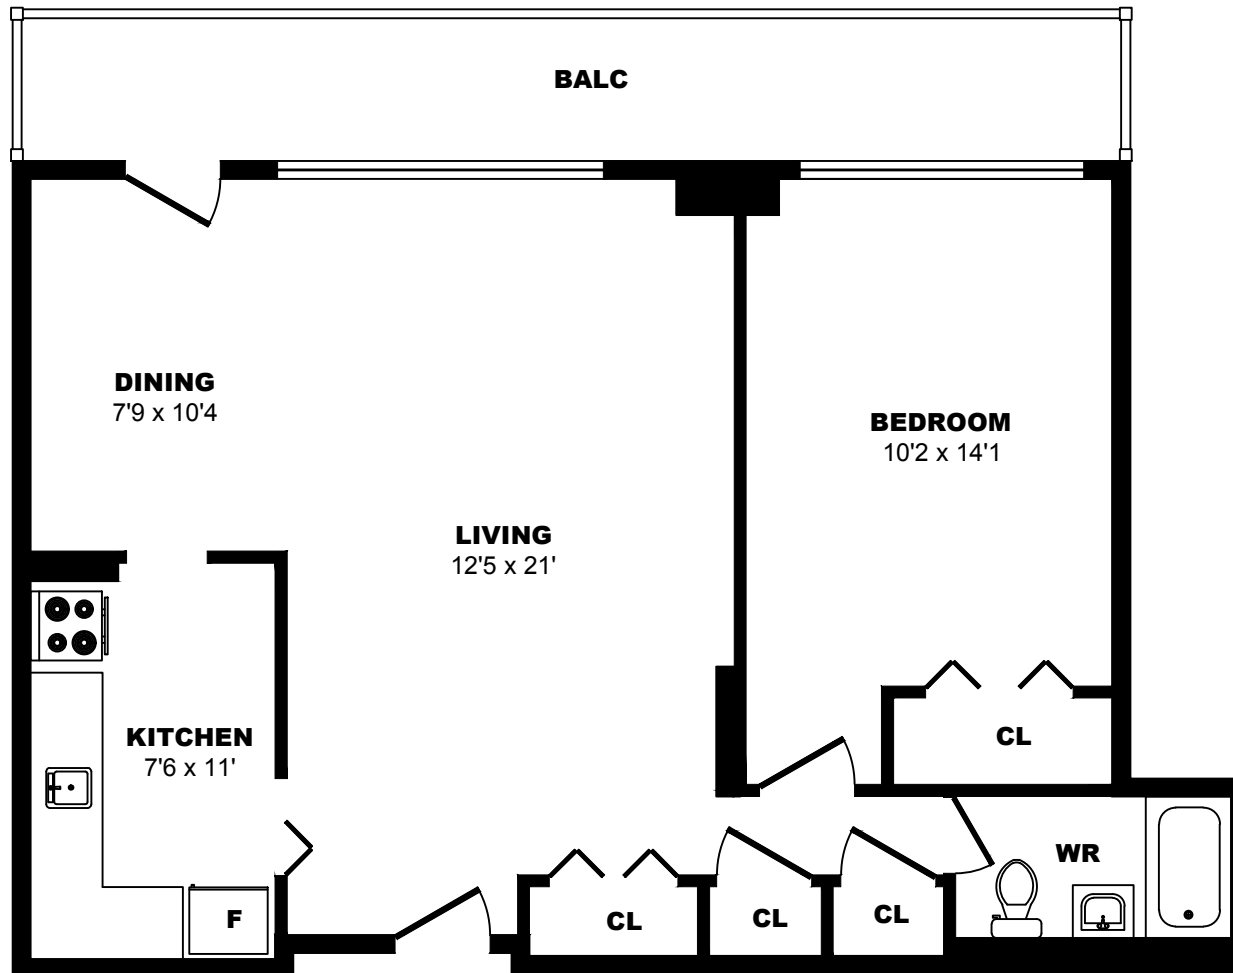 BALC
DINING
7'9 x 10'4
BEDROOM
10'2 x 14'1
LIVING
12'5 x 21'
KITCHEN
7'6 x 11'
CL
WR
F
CL
CL
CL